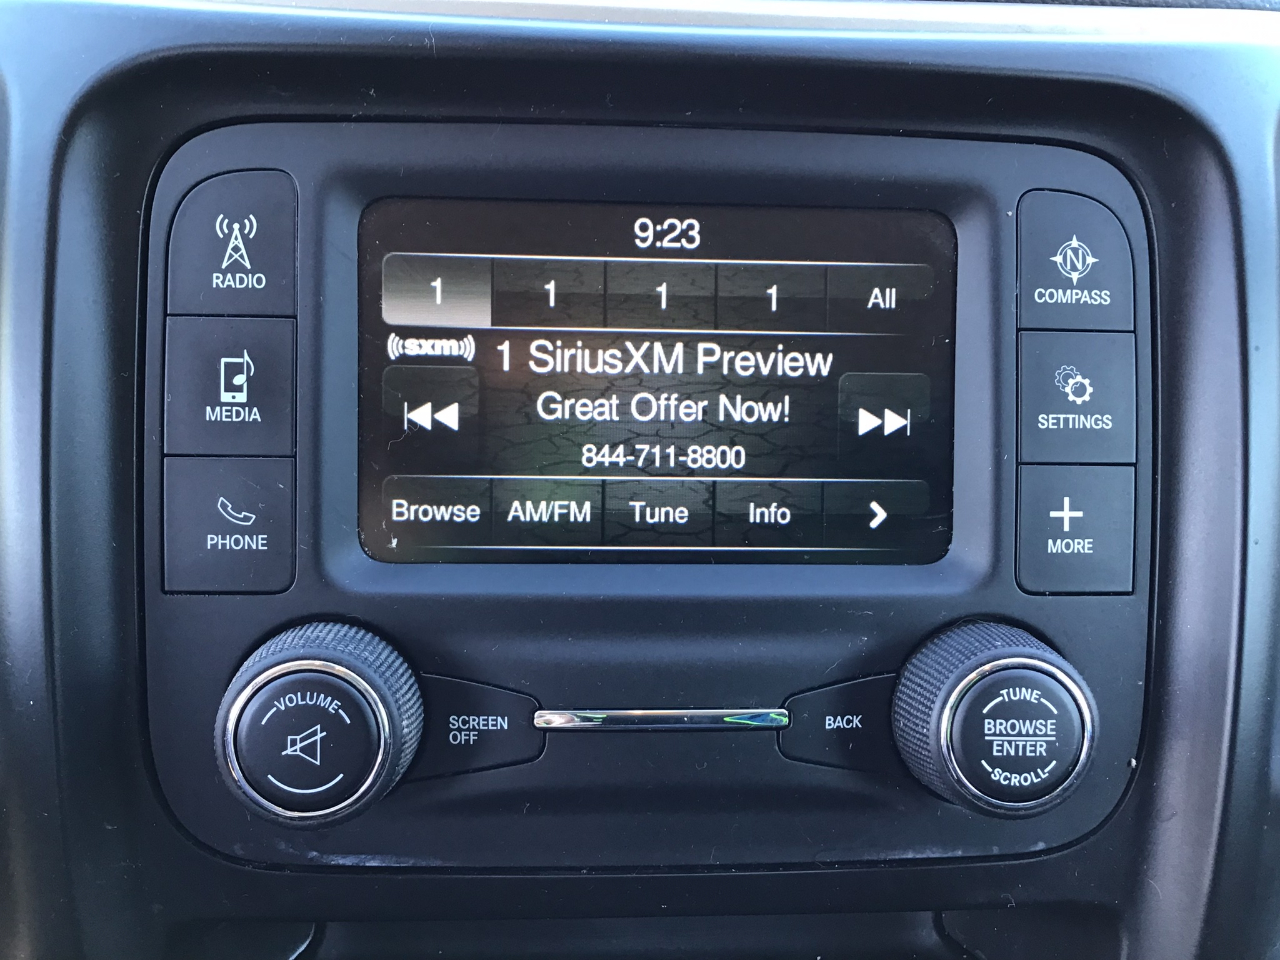 9:23
1 1 1 1 All
((sxm))
1 SiriusXM Preview
Great Offer Now!
844-711-8800
Browse AM/FM Tune Info
RADIO
MEDIA
PHONE
N
COMPASS
SETTINGS
MORE
VOLUME
SCREEN
OFF
BACK
TUNE
BROWSE
ENTER
SCROLL